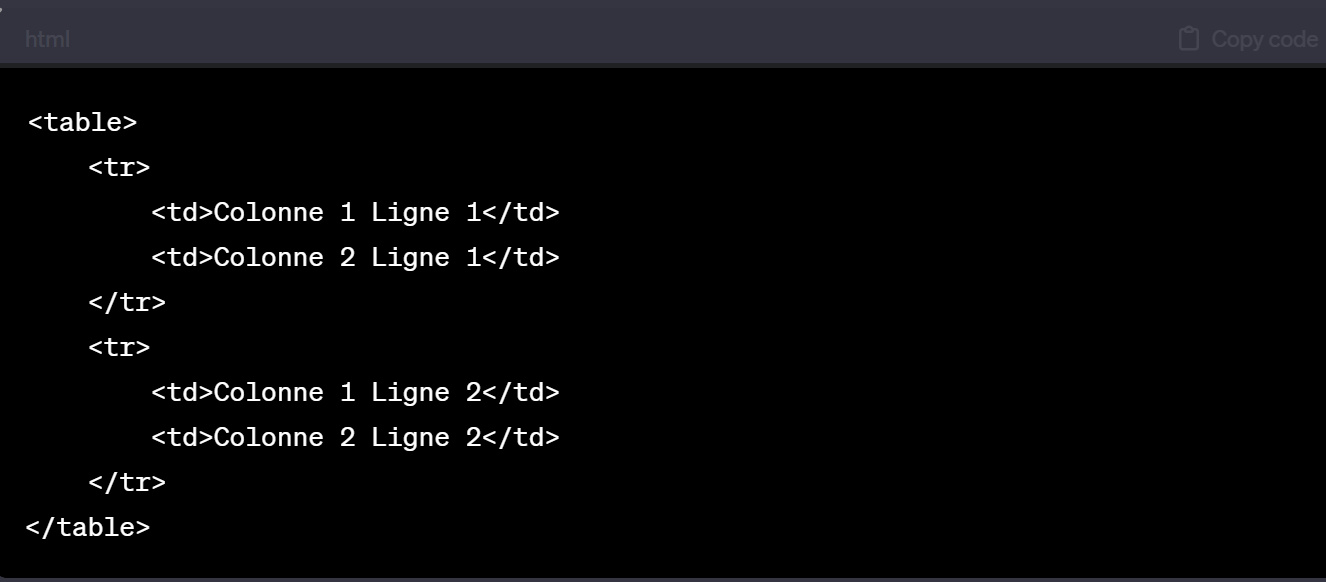 html
Copy code
<table>
    <tr>
        <td>Colonne 1 Ligne 1</td>
        <td>Colonne 2 Ligne 1</td>
    </tr>
    <tr>
        <td>Colonne 1 Ligne 2</td>
        <td>Colonne 2 Ligne 2</td>
    </tr>
</table>